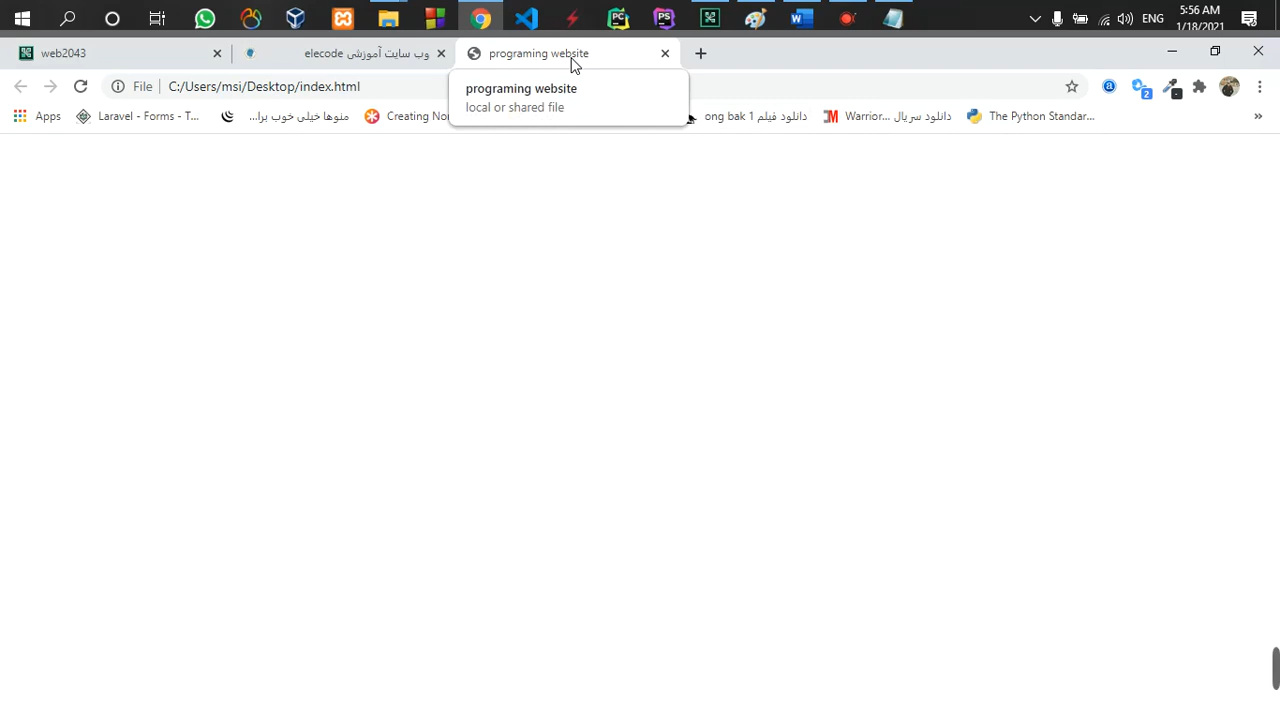 5:56 AM
ENG
1/18/2021
web2043
وب سایت آموزشی elecode
programing website
File
C:/Users/msi/Desktop/index.html
programing website
local or shared file
Apps
Laravel - Forms - T...
منوها خیلی خوب برا...
Creating No
دانلود فیلم ong bak 1
دانلود سریال Warrior...
The Python Standar...